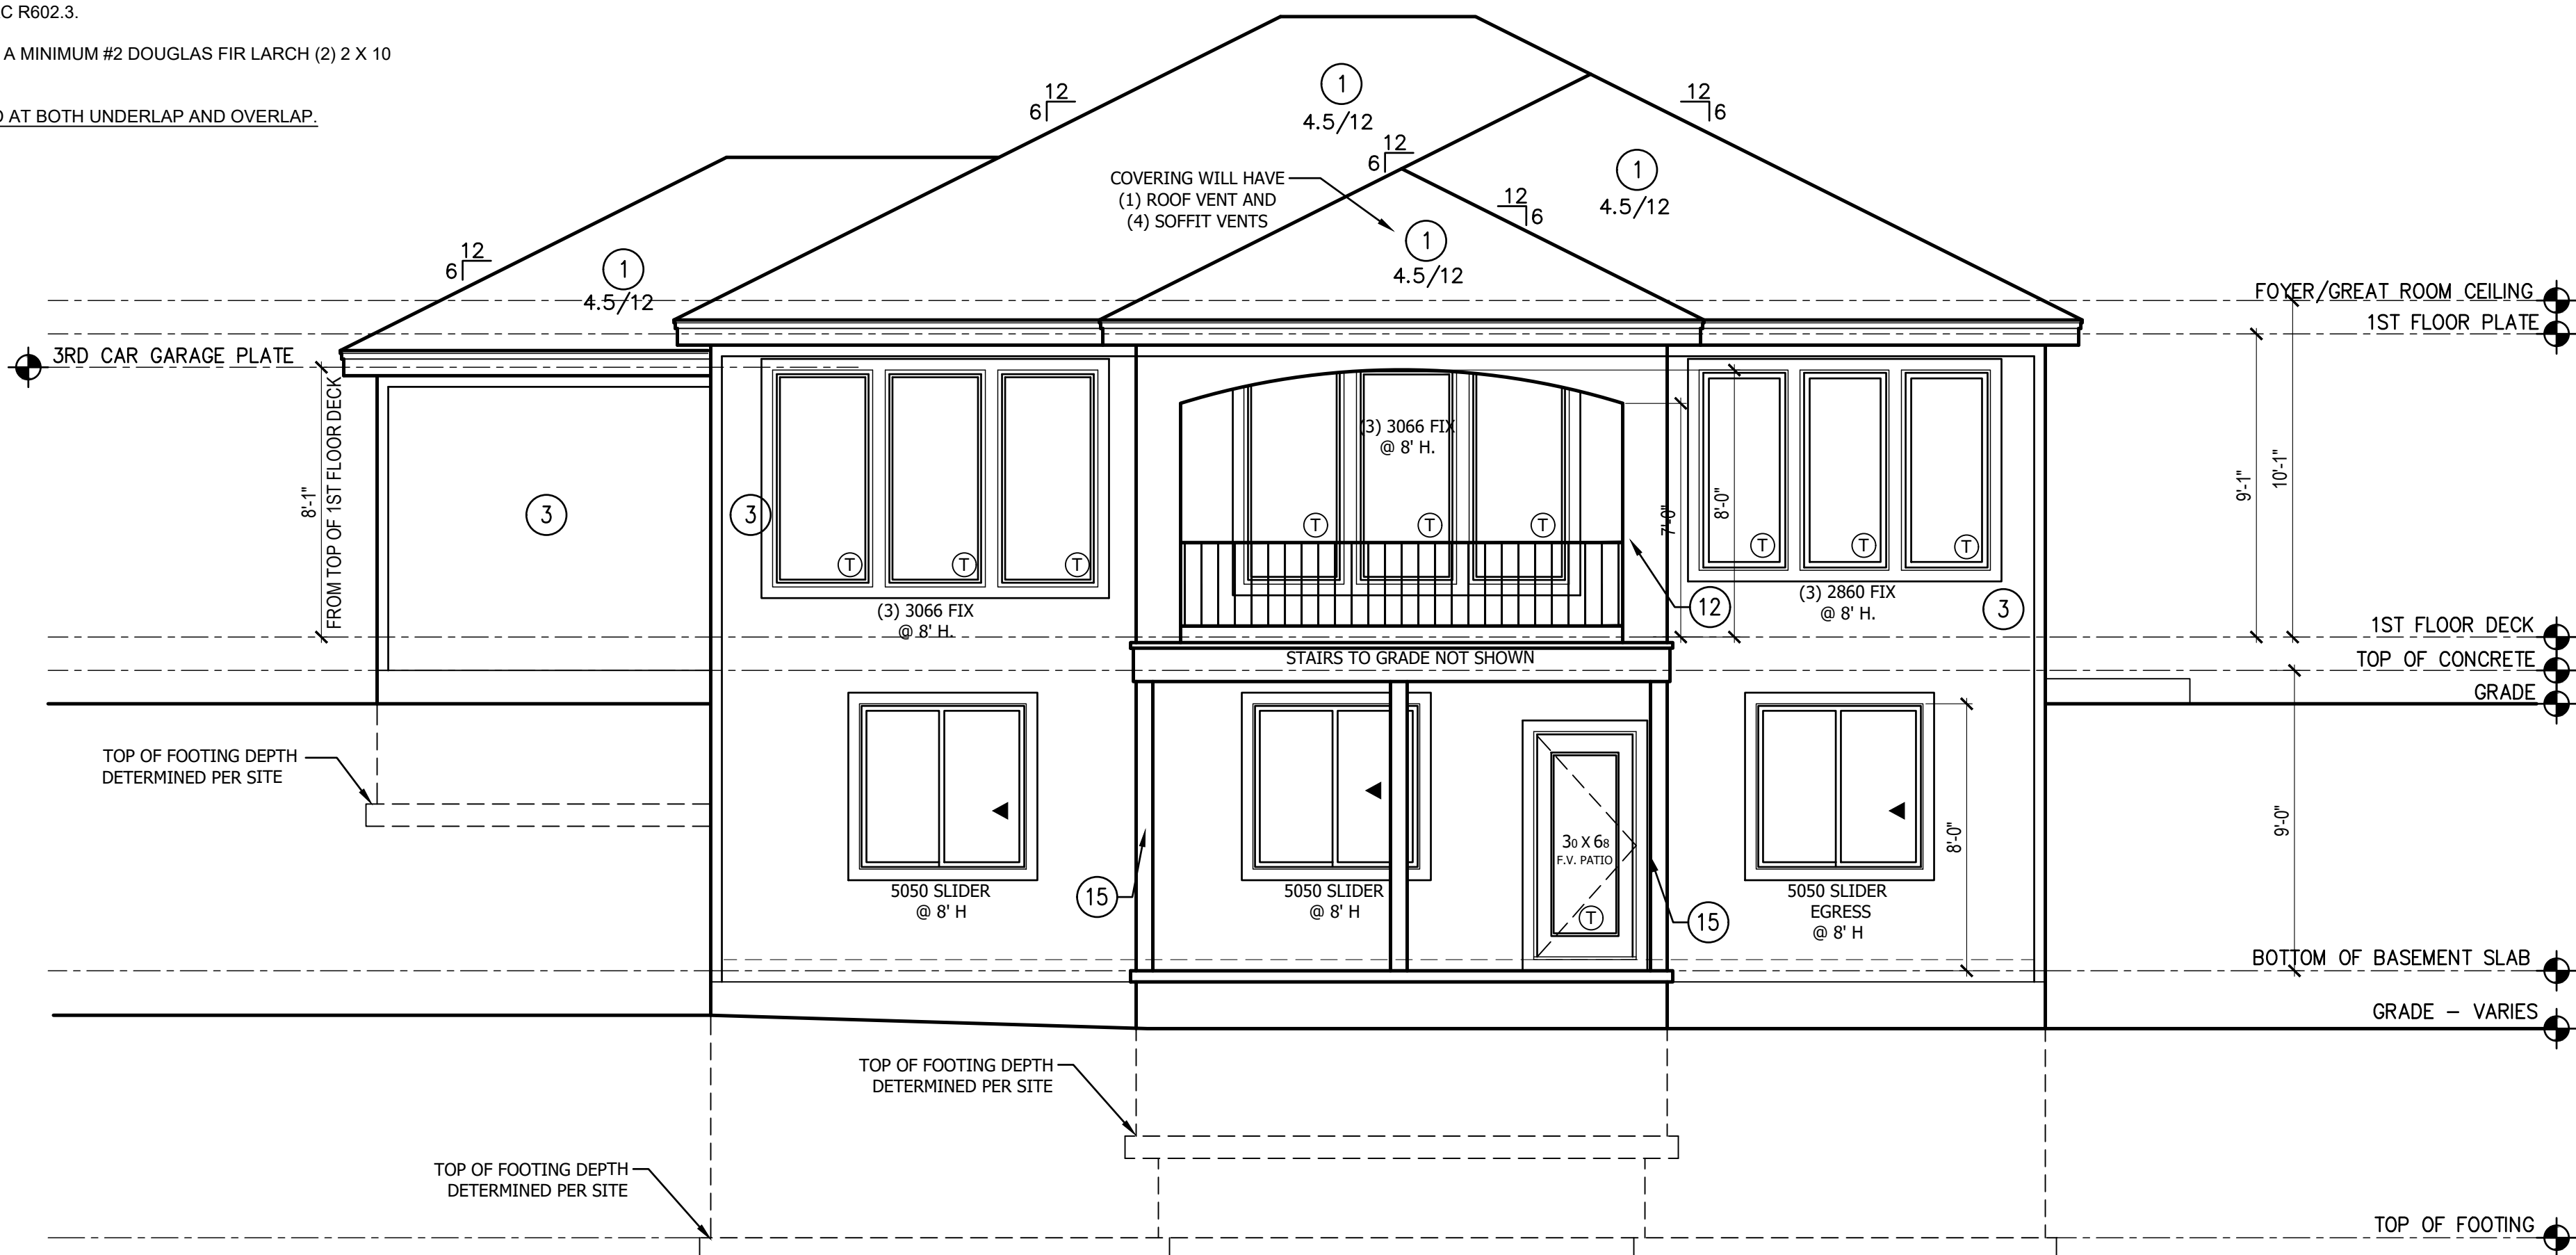 C R602.3.
A MINIMUM #2 DOUGLAS FIR LARCH (2) 2 X 10
AT BOTH UNDERLAP AND OVERLAP.
12
6
1
4.5/12
12
6
12
6
1
4.5/12
COVERING WILL HAVE
(1) ROOF VENT AND
(4) SOFFIT VENTS
12
6
1
4.5/12
12
6
1
4.5/12
FOYER/GREAT ROOM CEILING
1ST FLOOR PLATE
3RD CAR GARAGE PLATE
8'-1"
FROM TOP OF 1ST FLOOR DECK
3
3
T
T
T
(3) 3066 FIX
@ 8' H.
(3) 3066 FIX
@ 8' H.
T
T
T
7'-0"
8'-0"
12
T
T
T
(3) 2860 FIX
@ 8' H.
3
9'-1"
10'-1"
1ST FLOOR DECK
STAIRS TO GRADE NOT SHOWN
TOP OF CONCRETE
GRADE
TOP OF FOOTING DEPTH
DETERMINED PER SITE
5050 SLIDER
@ 8' H
15
5050 SLIDER
@ 8' H
30 X 68
F.V. PATIO
T
15
5050 SLIDER
EGRESS
@ 8' H
8'-0"
9'-0"
BOTTOM OF BASEMENT SLAB
GRADE - VARIES
TOP OF FOOTING DEPTH
DETERMINED PER SITE
TOP OF FOOTING DEPTH
DETERMINED PER SITE
TOP OF FOOTING